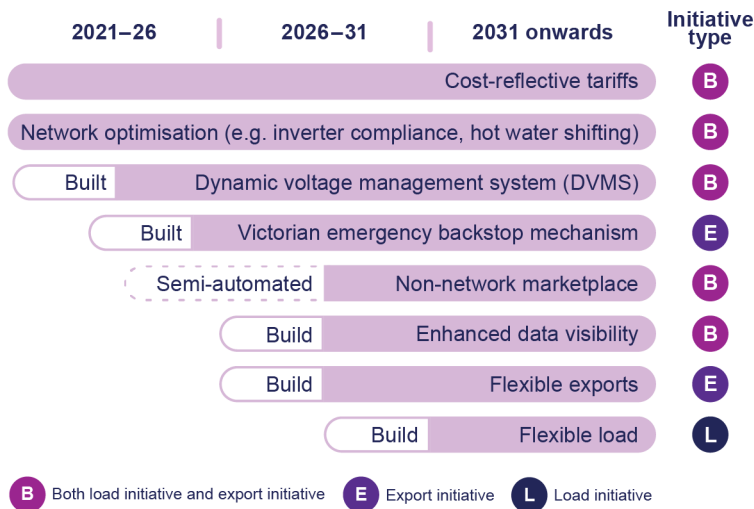 2021–26 2026–31 2031 onwards Initiative type
Cost-reflective tariffs B
Network optimisation (e.g. inverter compliance, hot water shifting) B
Built Dynamic voltage management system (DVMS) B
Built Victorian emergency backstop mechanism E
Semi-automated Non-network marketplace B
Build Enhanced data visibility B
Build Flexible exports E
Build Flexible load L
B Both load initiative and export initiative E Export initiative L Load initiative